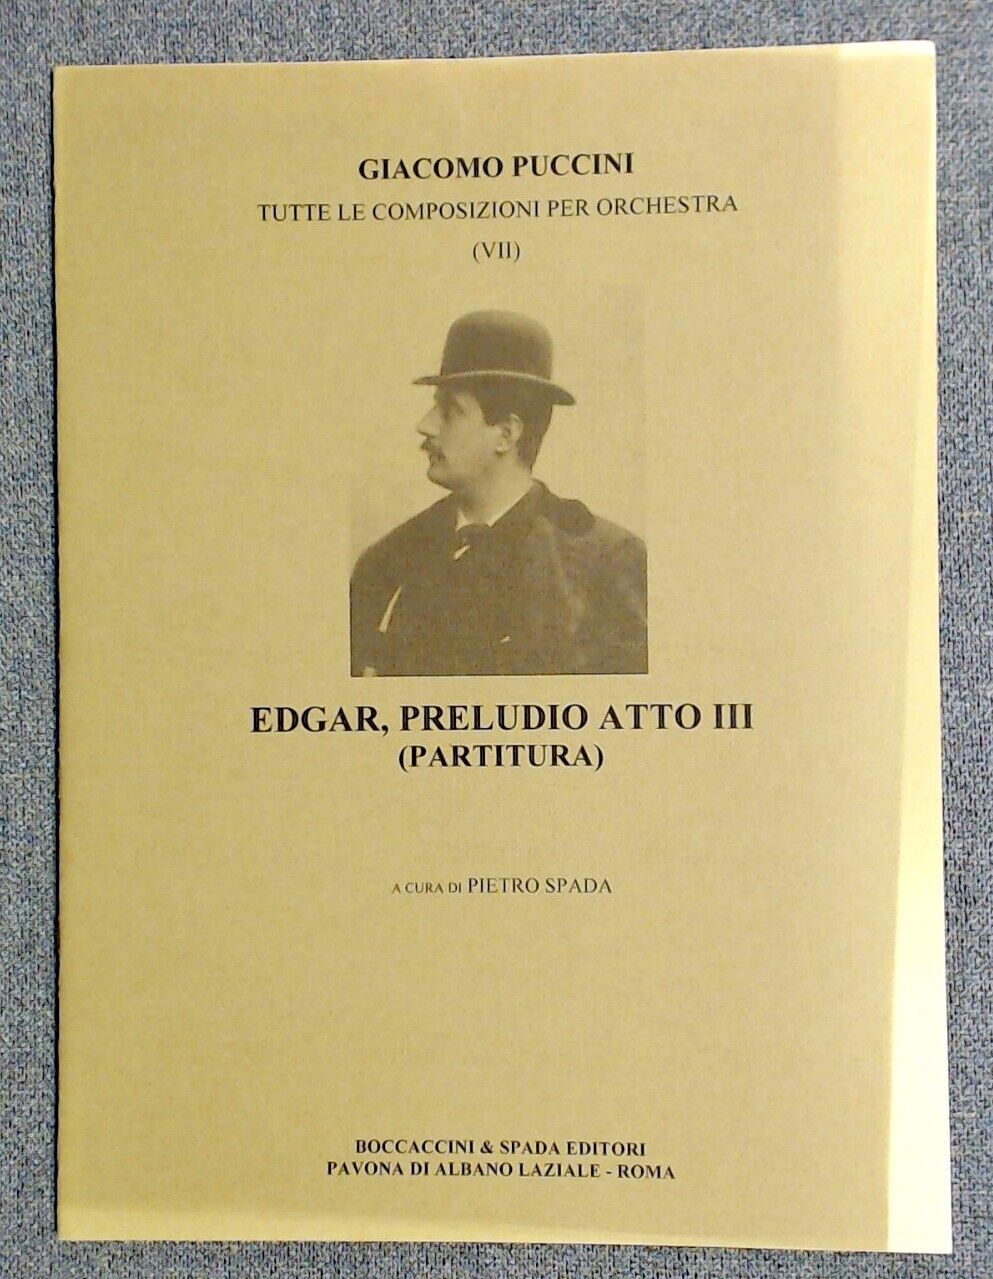 GIACOMO PUCCINI
TUTTE LE COMPOSIZIONI PER ORCHESTRA
(VII)
EDGAR, PRELUDIO ATTO III
(PARTITURA)
A CURA DI PIETRO SPADA
BOCCACCINI & SPADA EDITORI
PAVONA DI ALBANO LAZIALE - ROMA